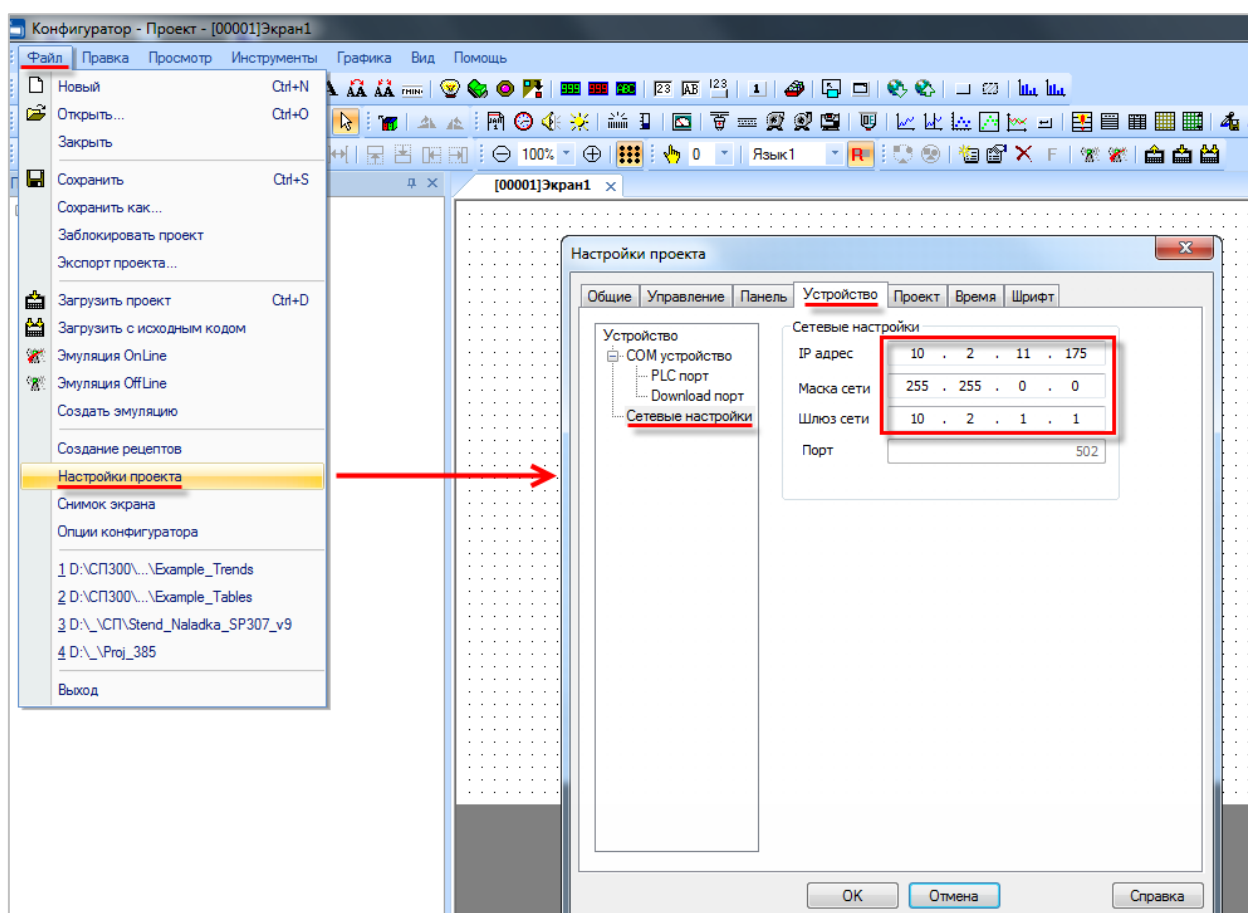 Конфигуратор - Проект - [00001]Экран1
Файл Правка Просмотр Инструменты Графика Вид Помощь
Новый Ctrl+N
Открыть... Ctrl+O
Закрыть
100% 0 Язык1
Сохранить Ctrl+S
[00001]Экран1
Сохранить как...
Заблокировать проект
Экспорт проекта...
Загрузить проект Ctrl+D
Загрузить с исходным кодом
Эмуляция OnLine
Эмуляция OffLine
Создать эмуляцию
Создание рецептов
Настройки проекта
Снимок экрана
Опции конфигуратора
1 D:\СП300\...\Example_Trends
2 D:\СП300\...\Example_Tables
3 D:\_\СП\Stend_Naladka_SP307_v9
4 D:\_\Proj_385
Выход
Настройки проекта
Общие Управление Панель Устройство Проект Время Шрифт
Устройство
COM устройство
PLC порт
Download порт
Сетевые настройки
Сетевые настройки
IP адрес 10 . 2 . 11 . 175
Маска сети 255 . 255 . 0 . 0
Шлюз сети 10 . 2 . 1 . 1
Порт 502
OK Отмена Справка